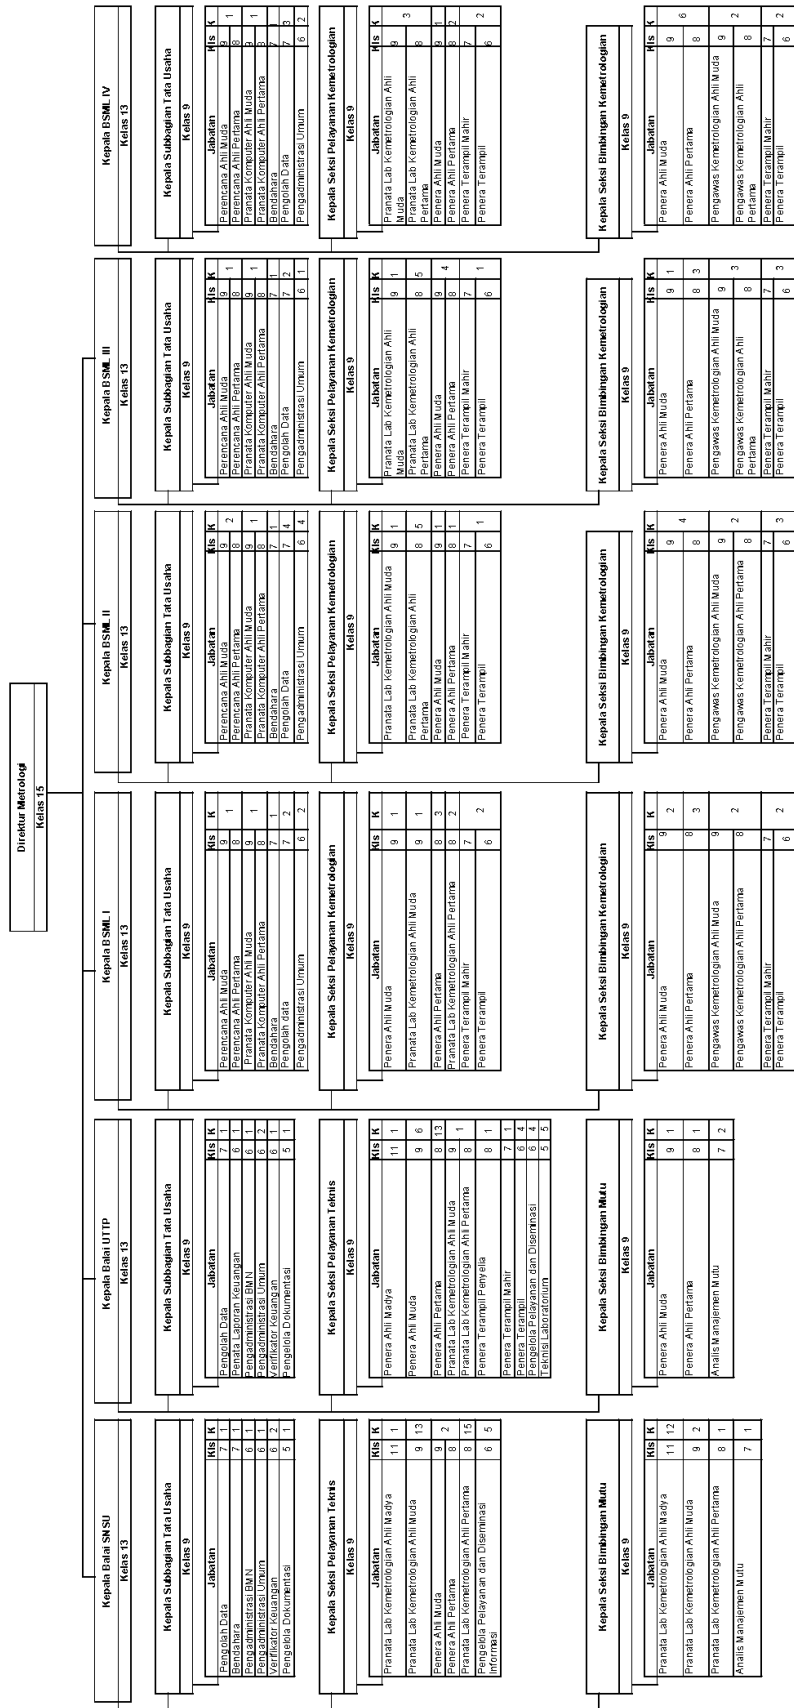 Direktur Metrologi
Kelas 15
Kepala Balai SNSU
Kelas 13
Kepala Subbagian Tata Usaha
Kelas 9
Jabatan Kls K
Pengolah Data 7 1
Bendahara 7 1
Pengadministrasi BMN 6 1
Pengadministrasi Umum 6 1
Verifikator Keuangan 6 2
Pengelola Dokumentasi 5 1
Kepala Seksi Pelayanan Teknis
Kelas 9
Jabatan Kls K
Pranata Lab Kemetrologian Ahli Madya 11 1
Pranata Lab Kemetrologian Ahli Muda 9 13
Penera Ahli Muda 9 2
Penera Ahli Pertama 8
Pranata Lab Kemetrologian Ahli Pertama 8 15
Pengelola Pelayanan dan Diseminasi
Informasi 6 5
Kepala Seksi Bimbingan Mutu
Kelas 9
Jabatan Kls K
Pranata Lab Kemetrologian Ahli Madya 11 12
Pranata Lab Kemetrologian Ahli Muda 9 2
Pranata Lab Kemetrologian Ahli Pertama 8 1
Analis Manajemen Mutu 7 1
Kepala Balai UTTP
Kelas 13
Kepala Subbagian Tata Usaha
Kelas 9
Jabatan Kls K
Pengolah Data 7 1
Penata Laporan Keuangan 6 1
Pengadministrasi BMN 6 1
Pengadministrasi Umum 6 2
Verifikator Keuangan 6 1
Pengelola Dokumentasi 5 1
Kepala Seksi Pelayanan Teknis
Kelas 9
Jabatan Kls K
Penera Ahli Madya 11 1
Penera Ahli Muda 9 6
Penera Ahli Pertama 8 13
Pranata Lab Kemetrologian Ahli Muda 9 1
Pranata Lab Kemetrologian Ahli Pertama 8
Penera Terampil Penyelia 8 1
Penera Terampil Mahir 7 1
Penera Terampil 6 4
Pengelola Pelayanan dan Diseminasi 6 4
Teknisi Laboratorium 5 5
Kepala Seksi Bimbingan Mutu
Kelas 9
Jabatan Kls K
Penera Ahli Muda 9 1
Penera Ahli Pertama 8 1
Analis Manajemen Mutu 7 2
Kepala BSML I
Kelas 13
Kepala Subbagian Tata Usaha
Kelas 9
Jabatan Kls K
Perencana Ahli Muda 9 1
Perencana Ahli Pertama 8
Pranata Komputer Ahli Muda 9 1
Pranata Komputer Ahli Pertama 8
Bendahara 7 1
Pengolah data 7 2
Pengadministrasi Umum 6 2
Kepala Seksi Pelayanan Kemetrologian
Kelas 9
Jabatan Kls K
Penera Ahli Muda 9 1
Pranata Lab Kemetrologian Ahli Muda 9 1
Penera Ahli Pertama 8 3
Pranata Lab Kemetrologian Ahli Pertama 8 2
Penera Terampil Mahir 7 2
Penera Terampil 6
Kepala Seksi Bimbingan Kemetrologian
Kelas 9
Jabatan Kls K
Penera Ahli Muda 9 2
Penera Ahli Pertama 8 3
Pengawas Kemetrologian Ahli Muda 9 2
Pengawas Kemetrologian Ahli Pertama 8
Penera Terampil Mahir 7 2
Penera Terampil 6
Kepala BSML II
Kelas 13
Kepala Subbagian Tata Usaha
Kelas 9
Jabatan Kls K
Perencana Ahli Muda 9 2
Perencana Ahli Pertama 8
Pranata Komputer Ahli Muda 9 1
Pranata Komputer Ahli Pertama 8
Bendahara 7 1
Pengolah Data 7 4
Pengadministrasi Umum 6 4
Kepala Seksi Pelayanan Kemetrologian
Kelas 9
Jabatan Kls K
Pranata Lab Kemetrologian Ahli Muda 9 1
Pranata Lab Kemetrologian Ahli
Pertama 8 5
Penera Ahli Muda 9 1
Penera Ahli Pertama 8 1
Penera Terampil Mahir 7 1
Penera Terampil 6
Kepala Seksi Bimbingan Kemetrologian
Kelas 9
Jabatan Kls K
Penera Ahli Muda 9 4
Penera Ahli Pertama 8
Pengawas Kemetrologian Ahli Muda 9 2
Pengawas Kemetrologian Ahli Pertama 8
Penera Terampil Mahir 7 3
Penera Terampil 6
Kepala BSML III
Kelas 13
Kepala Subbagian Tata Usaha
Kelas 9
Jabatan Kls K
Perencana Ahli Muda 9 1
Perencana Ahli Pertama 8
Pranata Komputer Ahli Muda 9 1
Pranata Komputer Ahli Pertama 8
Bendahara 7 1
Pengolah Data 7 2
Pengadministrasi Umum 6 1
Kepala Seksi Pelayanan Kemetrologian
Kelas 9
Jabatan Kls K
Pranata Lab Kemetrologian Ahli
Muda 9 1
Pranata Lab Kemetrologian Ahli
Pertama 8 5
Penera Ahli Muda 9 4
Penera Ahli Pertama 8
Penera Terampil Mahir 7 1
Penera Terampil 6
Kepala Seksi Bimbingan Kemetrologian
Kelas 9
Jabatan Kls K
Penera Ahli Muda 9 1
Penera Ahli Pertama 8 3
Pengawas Kemetrologian Ahli Muda 9 3
Pengawas Kemetrologian Ahli
Pertama 8
Penera Terampil Mahir 7 3
Penera Terampil 6
Kepala BSML IV
Kelas 13
Kepala Subbagian Tata Usaha
Kelas 9
Jabatan Kls K
Perencana Ahli Muda 9 1
Perencana Ahli Pertama 8
Pranata Komputer Ahli Muda 9 1
Pranata Komputer Ahli Pertama 8
Bendahara 7 1
Pengolah Data 7 3
Pengadministrasi Umum 6 2
Kepala Seksi Pelayanan Kemetrologian
Kelas 9
Jabatan Kls K
Pranata Lab Kemetrologian Ahli
Muda 9 3
Pranata Lab Kemetrologian Ahli
Pertama 8
Penera Ahli Muda 9 1
Penera Ahli Pertama 8 2
Penera Terampil Mahir 7 2
Penera Terampil 6
Kepala Seksi Bimbingan Kemetrologian
Kelas 9
Jabatan Kls K
Penera Ahli Muda 9 6
Penera Ahli Pertama 8
Pengawas Kemetrologian Ahli Muda 9 2
Pengawas Kemetrologian Ahli
Pertama 8
Penera Terampil Mahir 7 2
Penera Terampil 6